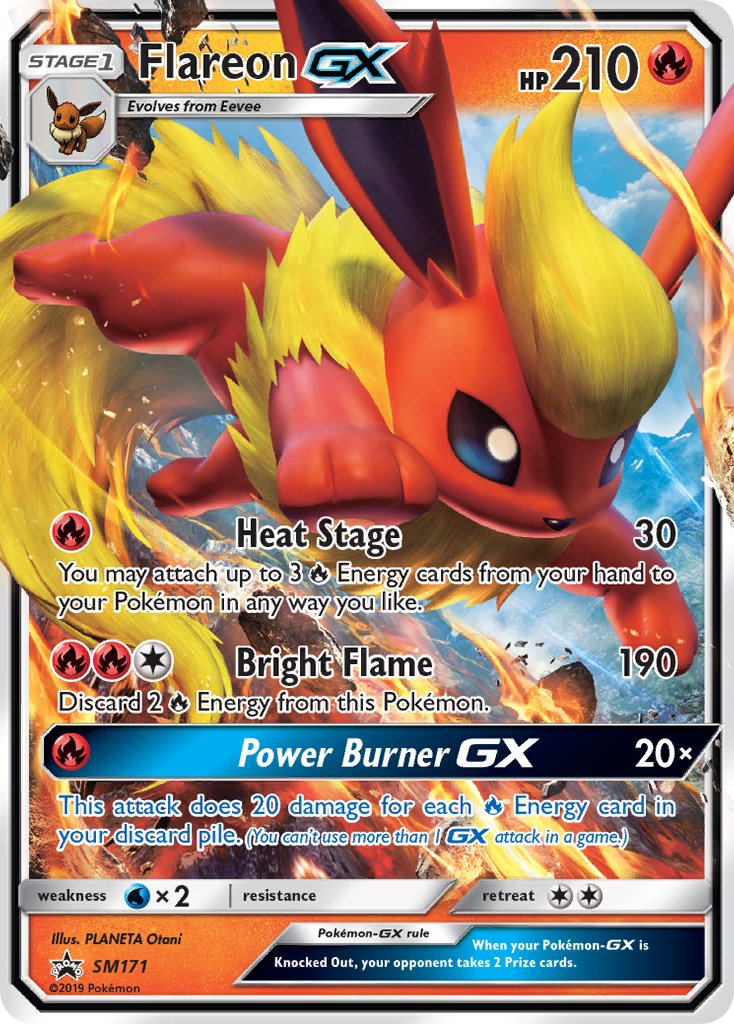 STAGE1 Flareon GX HP210
Evolves from Eevee
Heat Stage 30
You may attach up to 3 Energy cards from your hand to
your Pokémon in any way you like.
Bright Flame 190
Discard 2 Energy from this Pokémon.
Power Burner GX 20×
This attack does 20 damage for each Energy card in
your discard pile. (You can't use more than 1 GX attack in a game.)
weakness ×2 resistance retreat
Illus. PLANETA Otani
PROMO SM171
©2019 Pokémon
Pokémon-GX rule
When your Pokémon-GX is
Knocked Out, your opponent takes 2 Prize cards.